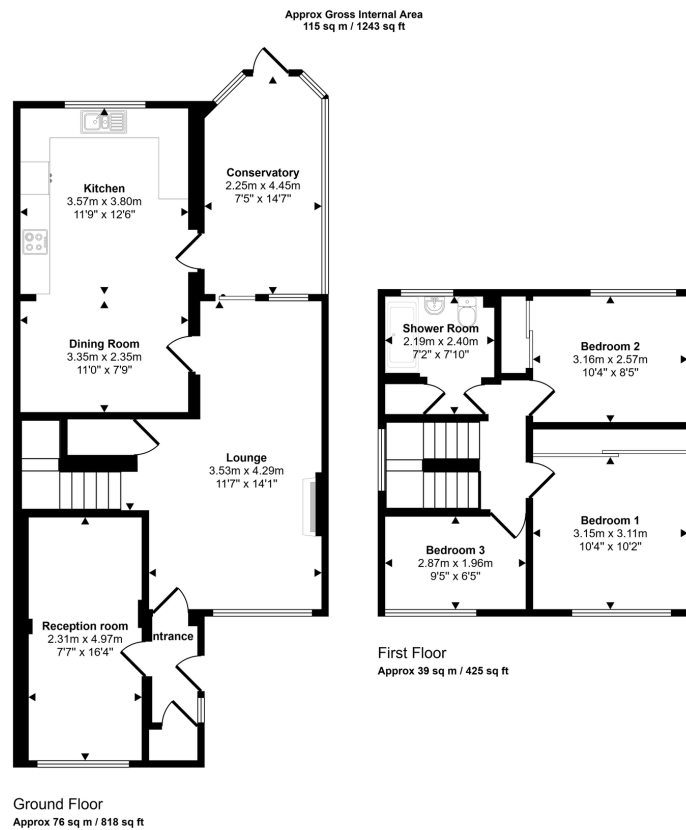 Approx Gross Internal Area
115 sq m / 1243 sq ft
Conservatory
2.25m x 4.45m
7'5" x 14'7"
Kitchen
3.57m x 3.80m
11'9" x 12'6"
Dining Room
3.35m x 2.35m
11'0" x 7'9"
Lounge
3.53m x 4.29m
11'7" x 14'1"
Reception room
2.31m x 4.97m
7'7" x 16'4"
ntrance
Ground Floor
Approx 76 sq m / 818 sq ft
Shower Room
2.19m x 2.40m
7'2" x 7'10"
Bedroom 2
3.16m x 2.57m
10'4" x 8'5"
Bedroom 1
3.15m x 3.11m
10'4" x 10'2"
Bedroom 3
2.87m x 1.96m
9'5" x 6'5"
First Floor
Approx 39 sq m / 425 sq ft